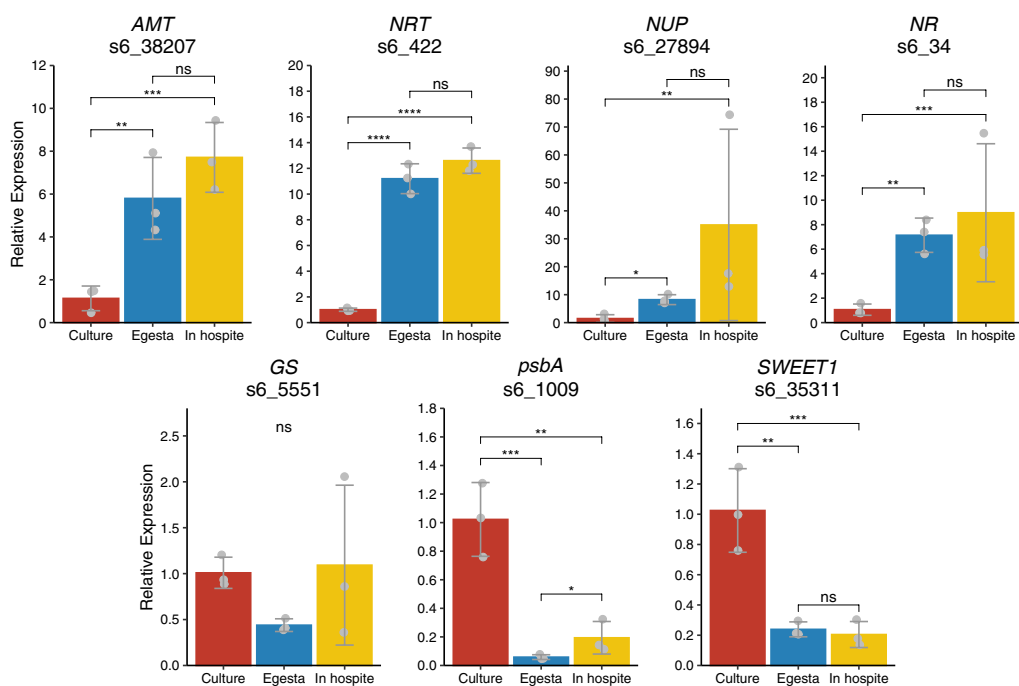 AMT
s6_38207
NRT
s6_422
NUP
s6_27894
NR
s6_34
Relative Expression
12
10
8
6
4
2
0
ns
***
**
Culture
Egesta
In hospite
20
18
16
14
12
10
8
6
4
2
0
ns
****
****
Culture
Egesta
In hospite
90
80
70
60
50
40
30
20
10
0
ns
**
*
Culture
Egesta
In hospite
20
18
16
14
12
10
8
6
4
2
0
ns
***
**
Culture
Egesta
In hospite
GS
s6_5551
psbA
s6_1009
SWEET1
s6_35311
Relative Expression
2.5
2.0
1.5
1.0
0.5
0.0
ns
Culture
Egesta
In hospite
1.8
1.6
1.4
1.2
1.0
0.8
0.6
0.4
0.2
0.0
**
***
*
Culture
Egesta
In hospite
1.8
1.6
1.4
1.2
1.0
0.8
0.6
0.4
0.2
0.0
***
**
ns
Culture
Egesta
In hospite